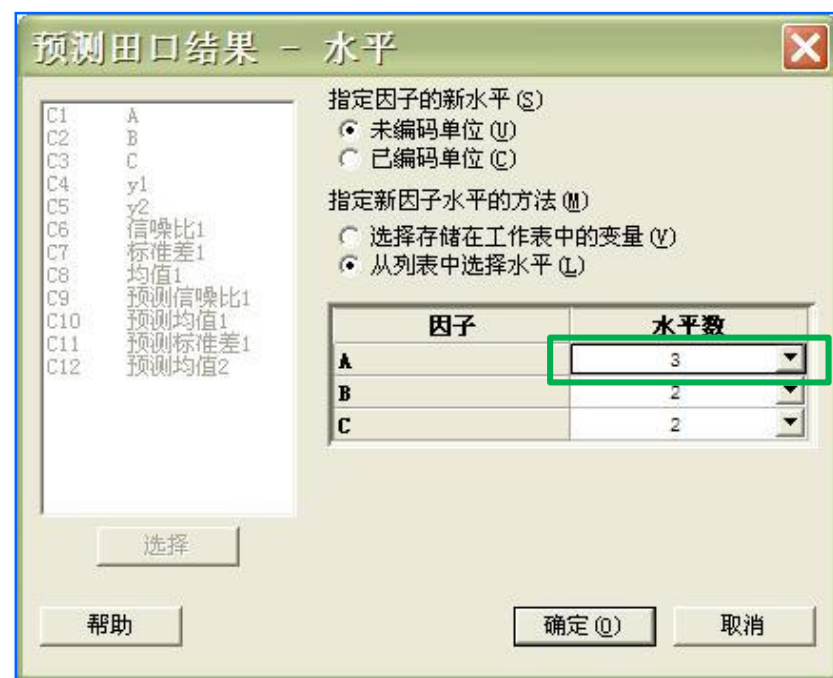 预测田口结果 - 水平
C1 A
C2 B
C3 C
C4 y1
C5 y2
C6 信噪比1
C7 标准差1
C8 均值1
C9 预测信噪比1
C10 预测均值1
C11 预测标准差1
C12 预测均值2
选择
指定因子的新水平(S)
未编码单位(U)
已编码单位(C)
指定新因子水平的方法(M)
选择存储在工作表中的变量(V)
从列表中选择水平(L)
因子 水平数
A 3
B 2
C 2
帮助 确定(O) 取消